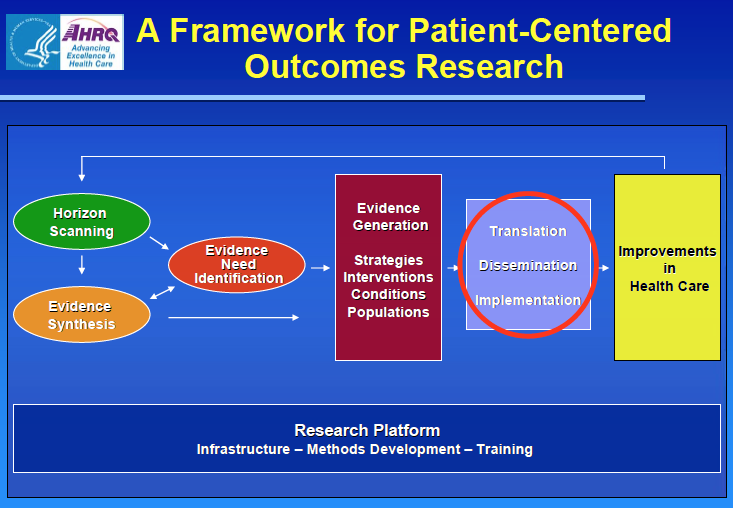 AHRQ
Advancing
Excellence in
Health Care
A Framework for Patient-Centered
Outcomes Research
Horizon
Scanning
Evidence
Synthesis
Evidence
Need
Identification
Evidence
Generation
Strategies
Interventions
Conditions
Populations
Translation
Dissemination
Implementation
Improvements
in
Health Care
Research Platform
Infrastructure – Methods Development – Training